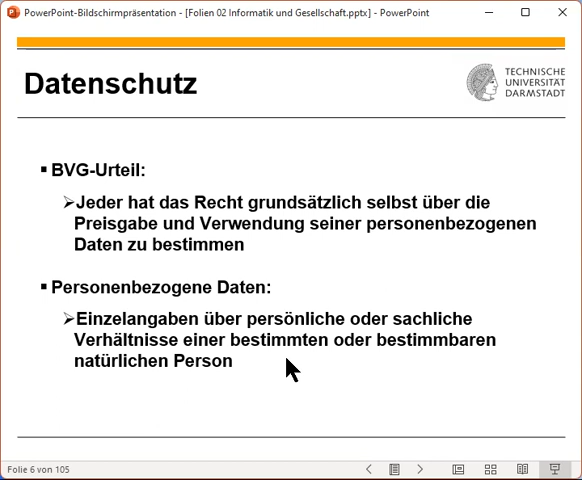 PowerPoint-Bildschirmpräsentation - [Folien 02 Informatik und Gesellschaft.pptx] - PowerPoint
Datenschutz
TECHNISCHE
UNIVERSITÄT
DARMSTADT
▪ BVG-Urteil:
➢Jeder hat das Recht grundsätzlich selbst über die
Preisgabe und Verwendung seiner personenbezogenen
Daten zu bestimmen
▪ Personenbezogene Daten:
➢Einzelangaben über persönliche oder sachliche
Verhältnisse einer bestimmten oder bestimmbaren
natürlichen Person
Folie 6 von 105